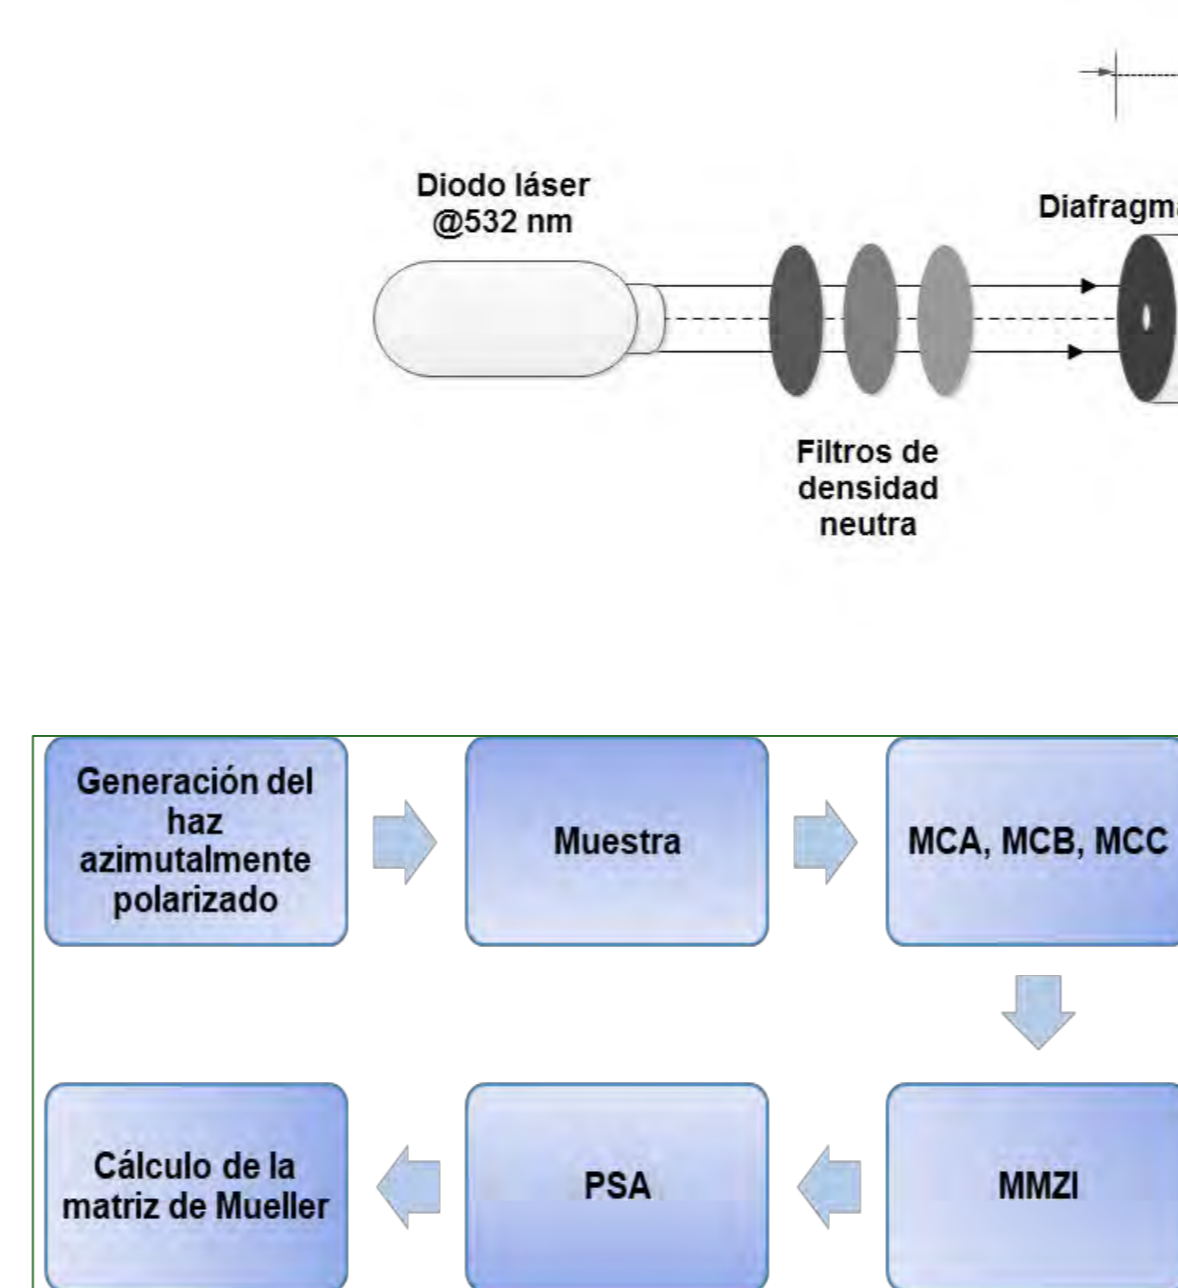 Diodo láser
@532 nm
Diafragma
Filtros de
densidad
neutra
Generación del
haz
azimutalmente
polarizado
Muestra
MCA, MCB, MCC
Cálculo de la
matriz de Mueller
PSA
MMZI